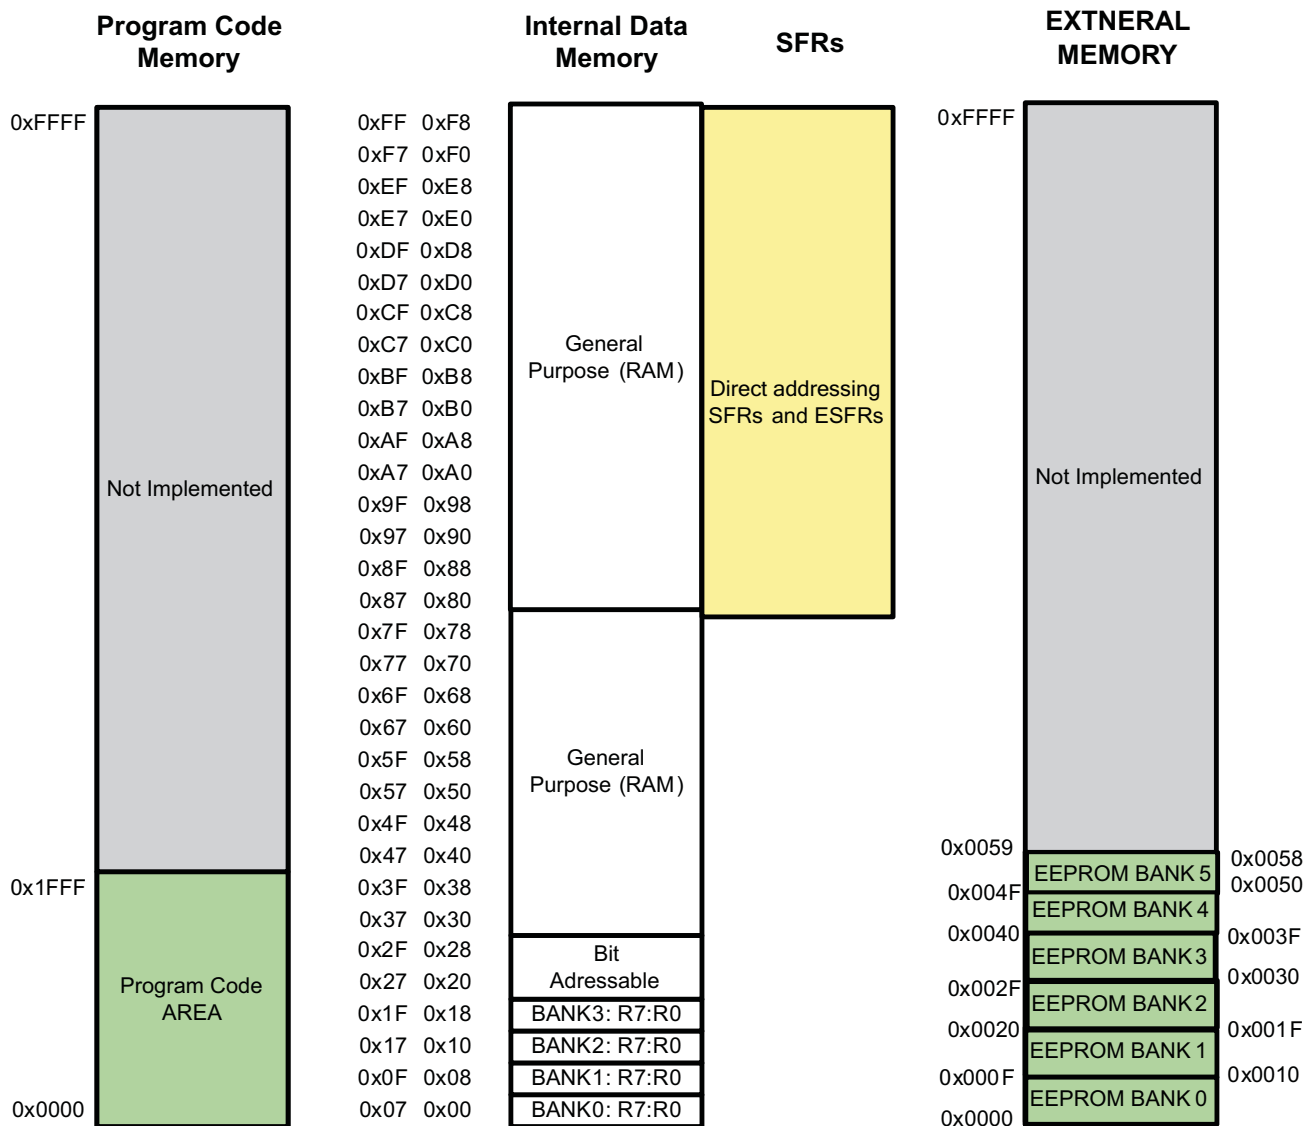 Program Code
Memory
Internal Data
Memory
SFRs
EXTNERAL
MEMORY
0xFFFF
Not Implemented
0x1FFF
Program Code
AREA
0x0000
0xFF 0xF8
0xF7 0xF0
0xEF 0xE8
0xE7 0xE0
0xDF 0xD8
0xD7 0xD0
0xCF 0xC8
0xC7 0xC0
0xBF 0xB8
0xB7 0xB0
0xAF 0xA8
0xA7 0xA0
0x9F 0x98
0x97 0x90
0x8F 0x88
0x87 0x80
0x7F 0x78
0x77 0x70
0x6F 0x68
0x67 0x60
0x5F 0x58
0x57 0x50
0x4F 0x48
0x47 0x40
0x3F 0x38
0x37 0x30
0x2F 0x28
0x27 0x20
0x1F 0x18
0x17 0x10
0x0F 0x08
0x07 0x00
General
Purpose (RAM)
General
Purpose (RAM)
Bit
Adressable
BANK3: R7:R0
BANK2: R7:R0
BANK1: R7:R0
BANK0: R7:R0
Direct addressing
SFRs and ESFRs
0xFFFF
Not Implemented
0x0059
0x0058
EEPROM BANK 5
0x0050
0x004F
EEPROM BANK 4
0x0040
0x003F
EEPROM BANK 3
0x0030
0x002F
EEPROM BANK 2
0x0020
0x001F
EEPROM BANK 1
0x0010
0x000F
EEPROM BANK 0
0x0000